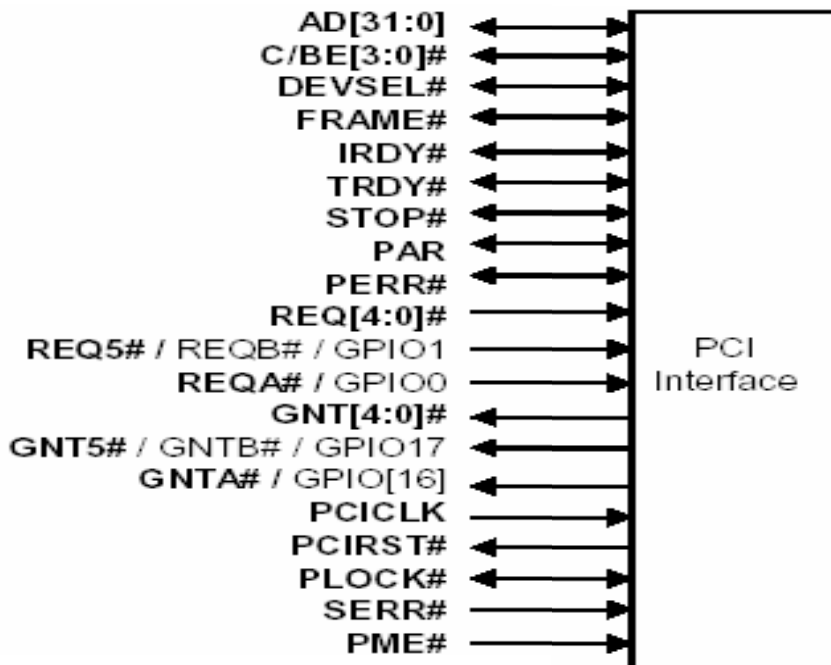 AD[31:0]
C/BE[3:0]#
DEVSEL#
FRAME#
IRDY#
TRDY#
STOP#
PAR
PERR#
REQ[4:0]#
REQ5# / REQB# / GPIO1
REQA# / GPIO0
GNT[4:0]#
GNT5# / GNTB# / GPIO17
GNTA# / GPIO[16]
PCICLK
PCIRST#
PLOCK#
SERR#
PME#
PCI
Interface